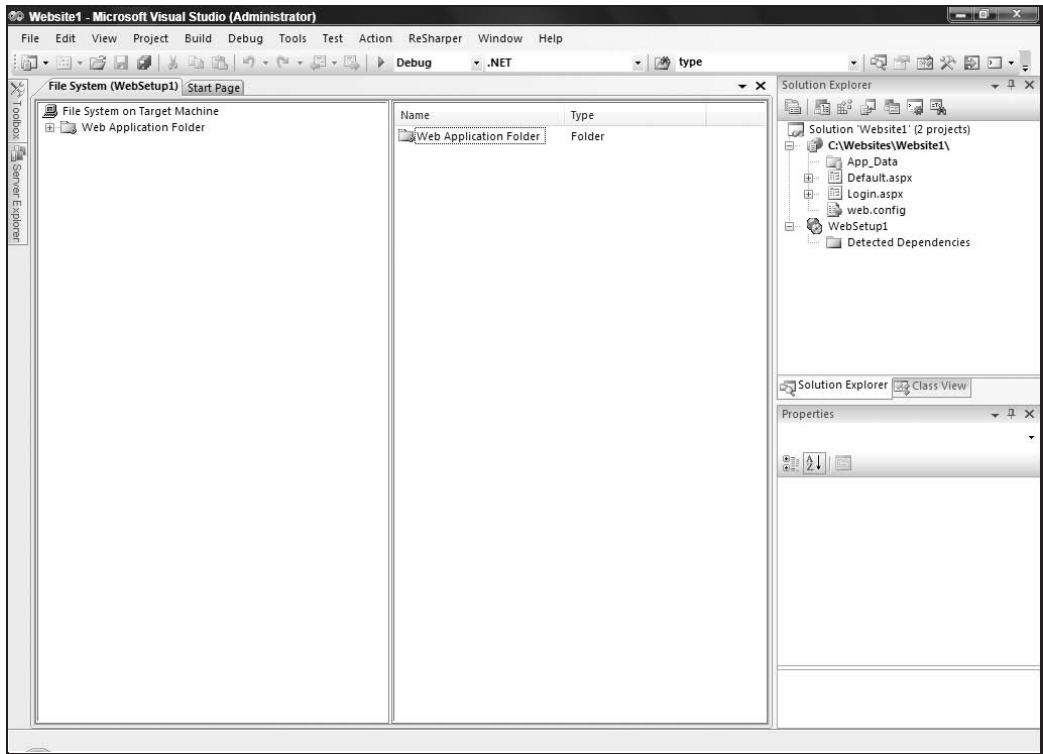 Website1 - Microsoft Visual Studio (Administrator)
File Edit View Project Build Debug Tools Test Action ReSharper Window Help
Debug .NET type
Toolbox
Server Explorer
File System (WebSetup1) Start Page
File System on Target Machine
Web Application Folder
Name Type
Web Application Folder Folder
Solution Explorer
Solution 'Website1' (2 projects)
C:\Websites\Website1\
App_Data
Default.aspx
Login.aspx
web.config
WebSetup1
Detected Dependencies
Solution Explorer Class View
Properties